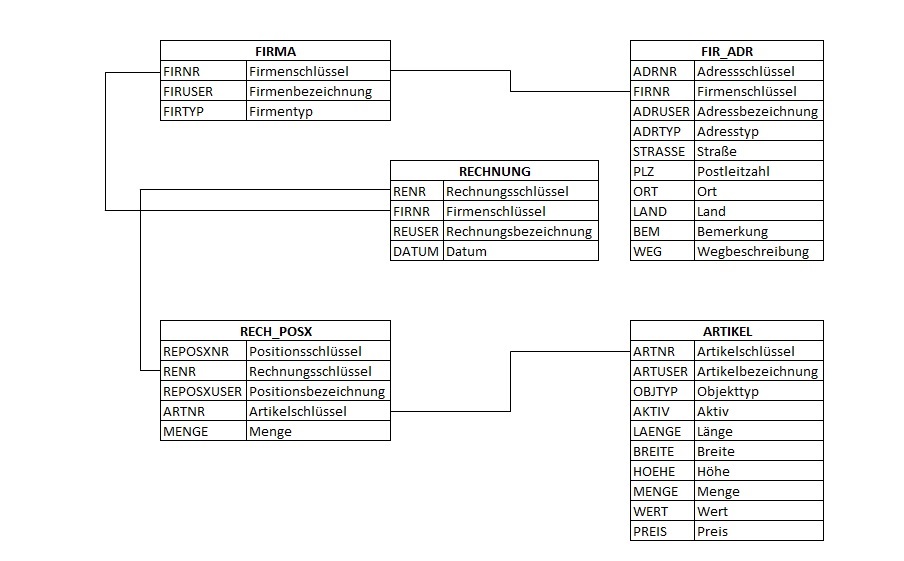 FIRMA
FIRNR Firmenschlüssel
FIRUSER Firmenbezeichnung
FIRTYP Firmentyp
FIR_ADR
ADRNR Adressschlüssel
FIRNR Firmenschlüssel
ADRUSER Adressbezeichnung
ADRTYP Adresstyp
STRASSE Straße
PLZ Postleitzahl
ORT Ort
LAND Land
BEM Bemerkung
WEG Wegbeschreibung
RECHNUNG
RENR Rechnungsschlüssel
FIRNR Firmenschlüssel
REUSER Rechnungsbezeichnung
DATUM Datum
RECH_POSX
REPOSXNR Positionsschlüssel
RENR Rechnungsschlüssel
REPOSXUSER Positionsbezeichnung
ARTNR Artikelschlüssel
MENGE Menge
ARTIKEL
ARTNR Artikelschlüssel
ARTUSER Artikelbezeichnung
OBJTYP Objekttyp
AKTIV Aktiv
LAENGE Länge
BREITE Breite
HOEHE Höhe
MENGE Menge
WERT Wert
PREIS Preis